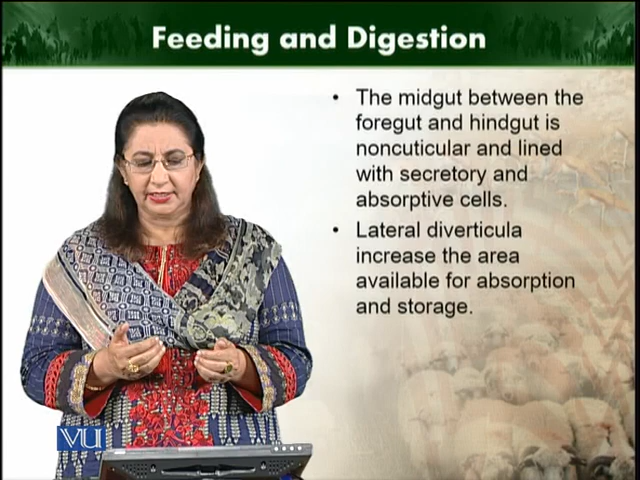 Feeding and Digestion
• The midgut between the
foregut and hindgut is
noncuticular and lined
with secretory and
absorptive cells.
• Lateral diverticula
increase the area
available for absorption
and storage.
VU